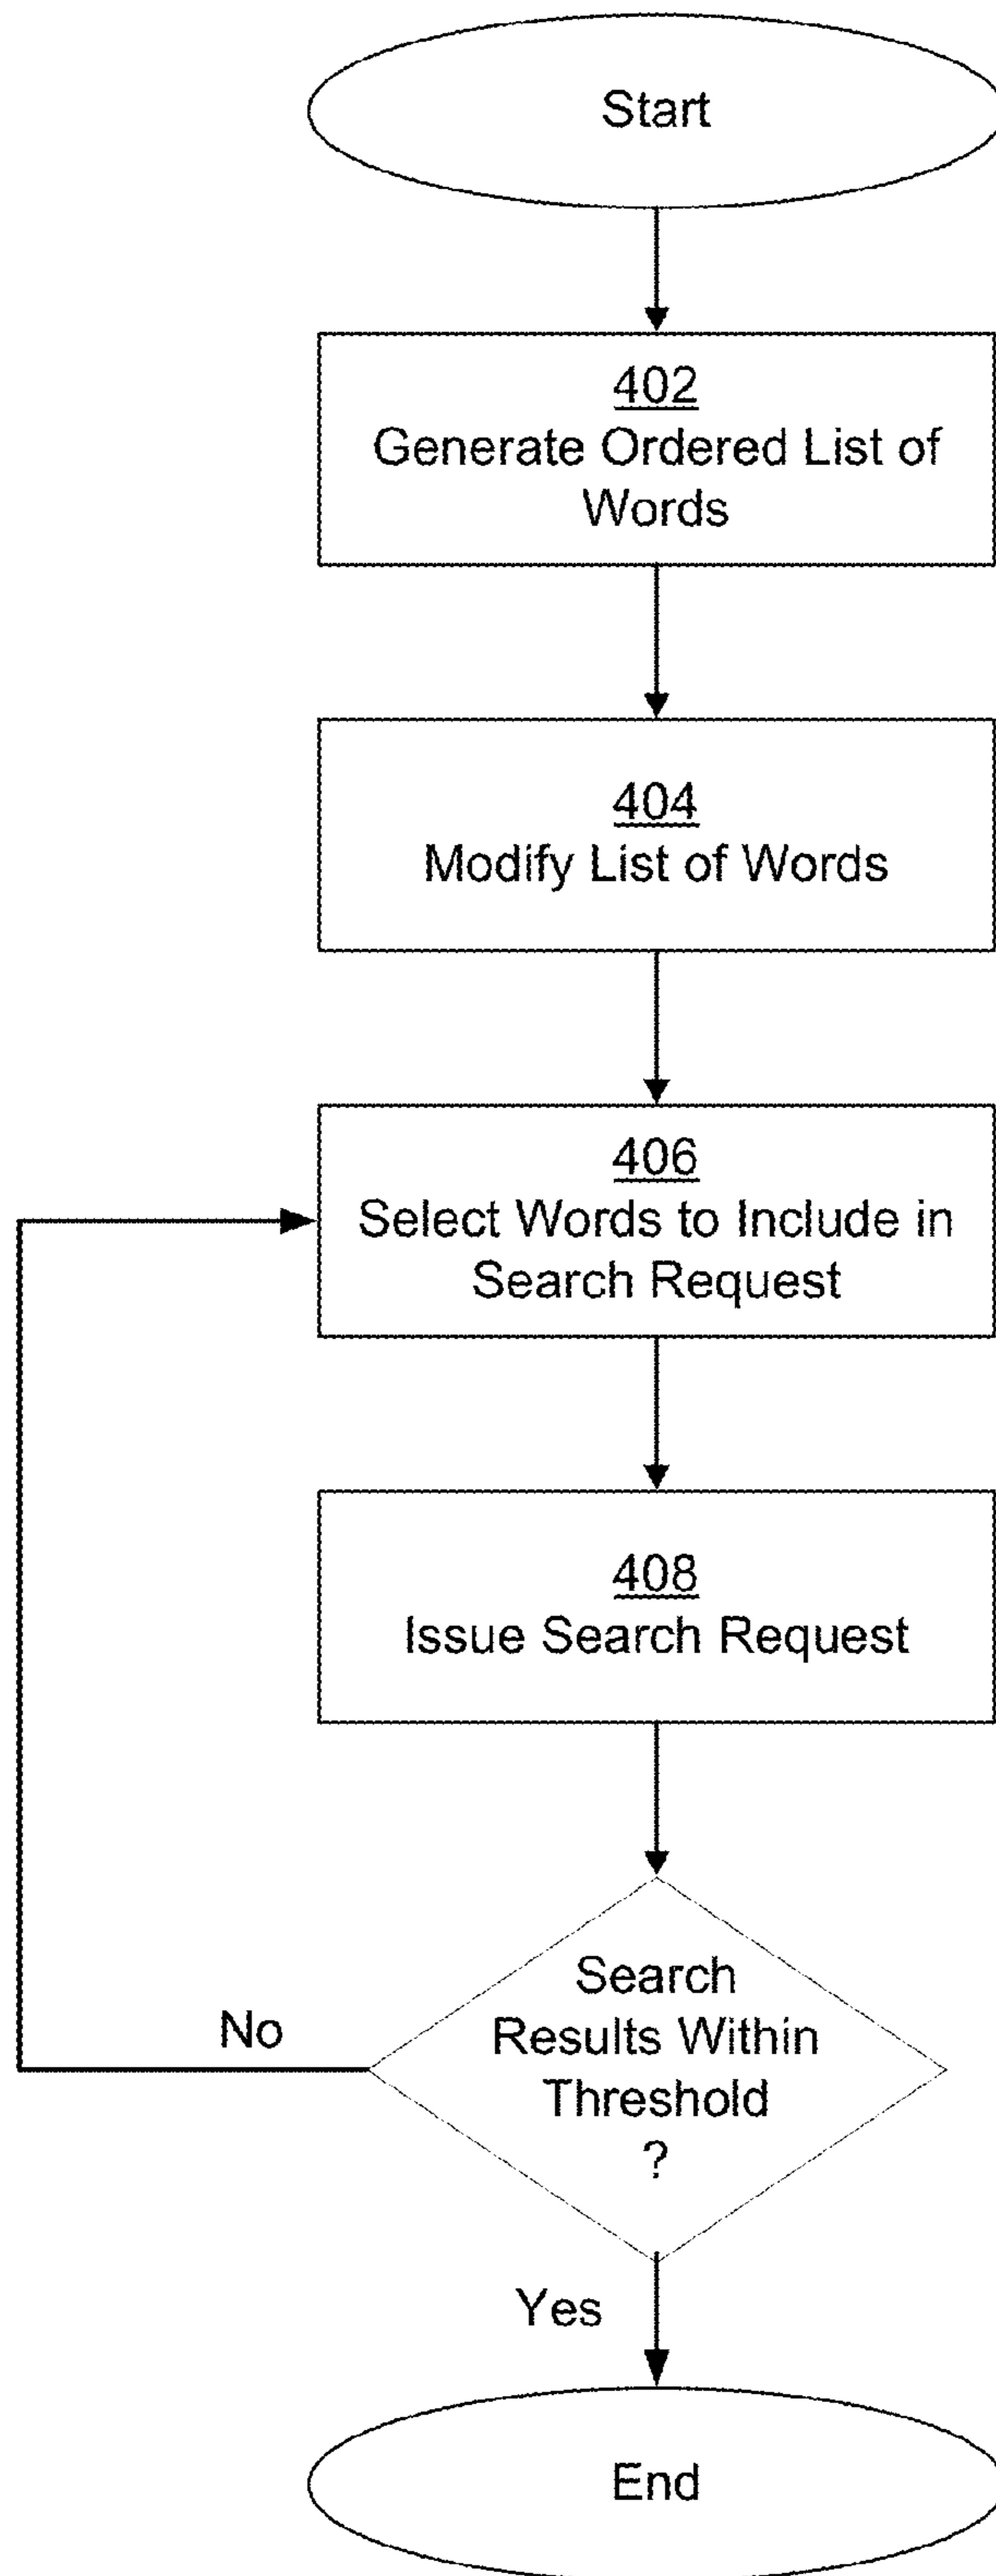 Start
402
Generate Ordered List of
Words
404
Modify List of Words
406
Select Words to Include in
Search Request
408
Issue Search Request
Search
Results Within
Threshold
?
No
Yes
End